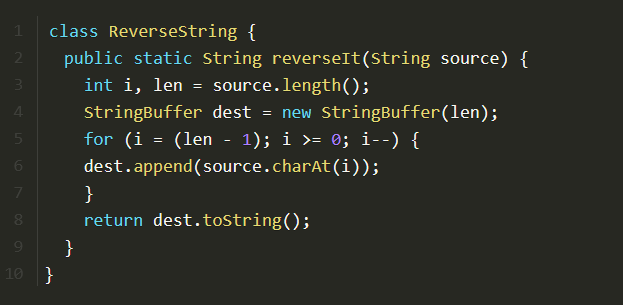 1 class ReverseString {
2 public static String reverseIt(String source) {
3 int i, len = source.length();
4 StringBuffer dest = new StringBuffer(len);
5 for (i = (len - 1); i >= 0; i--) {
6 dest.append(source.charAt(i));
7 }
8 return dest.toString();
9 }
10 }